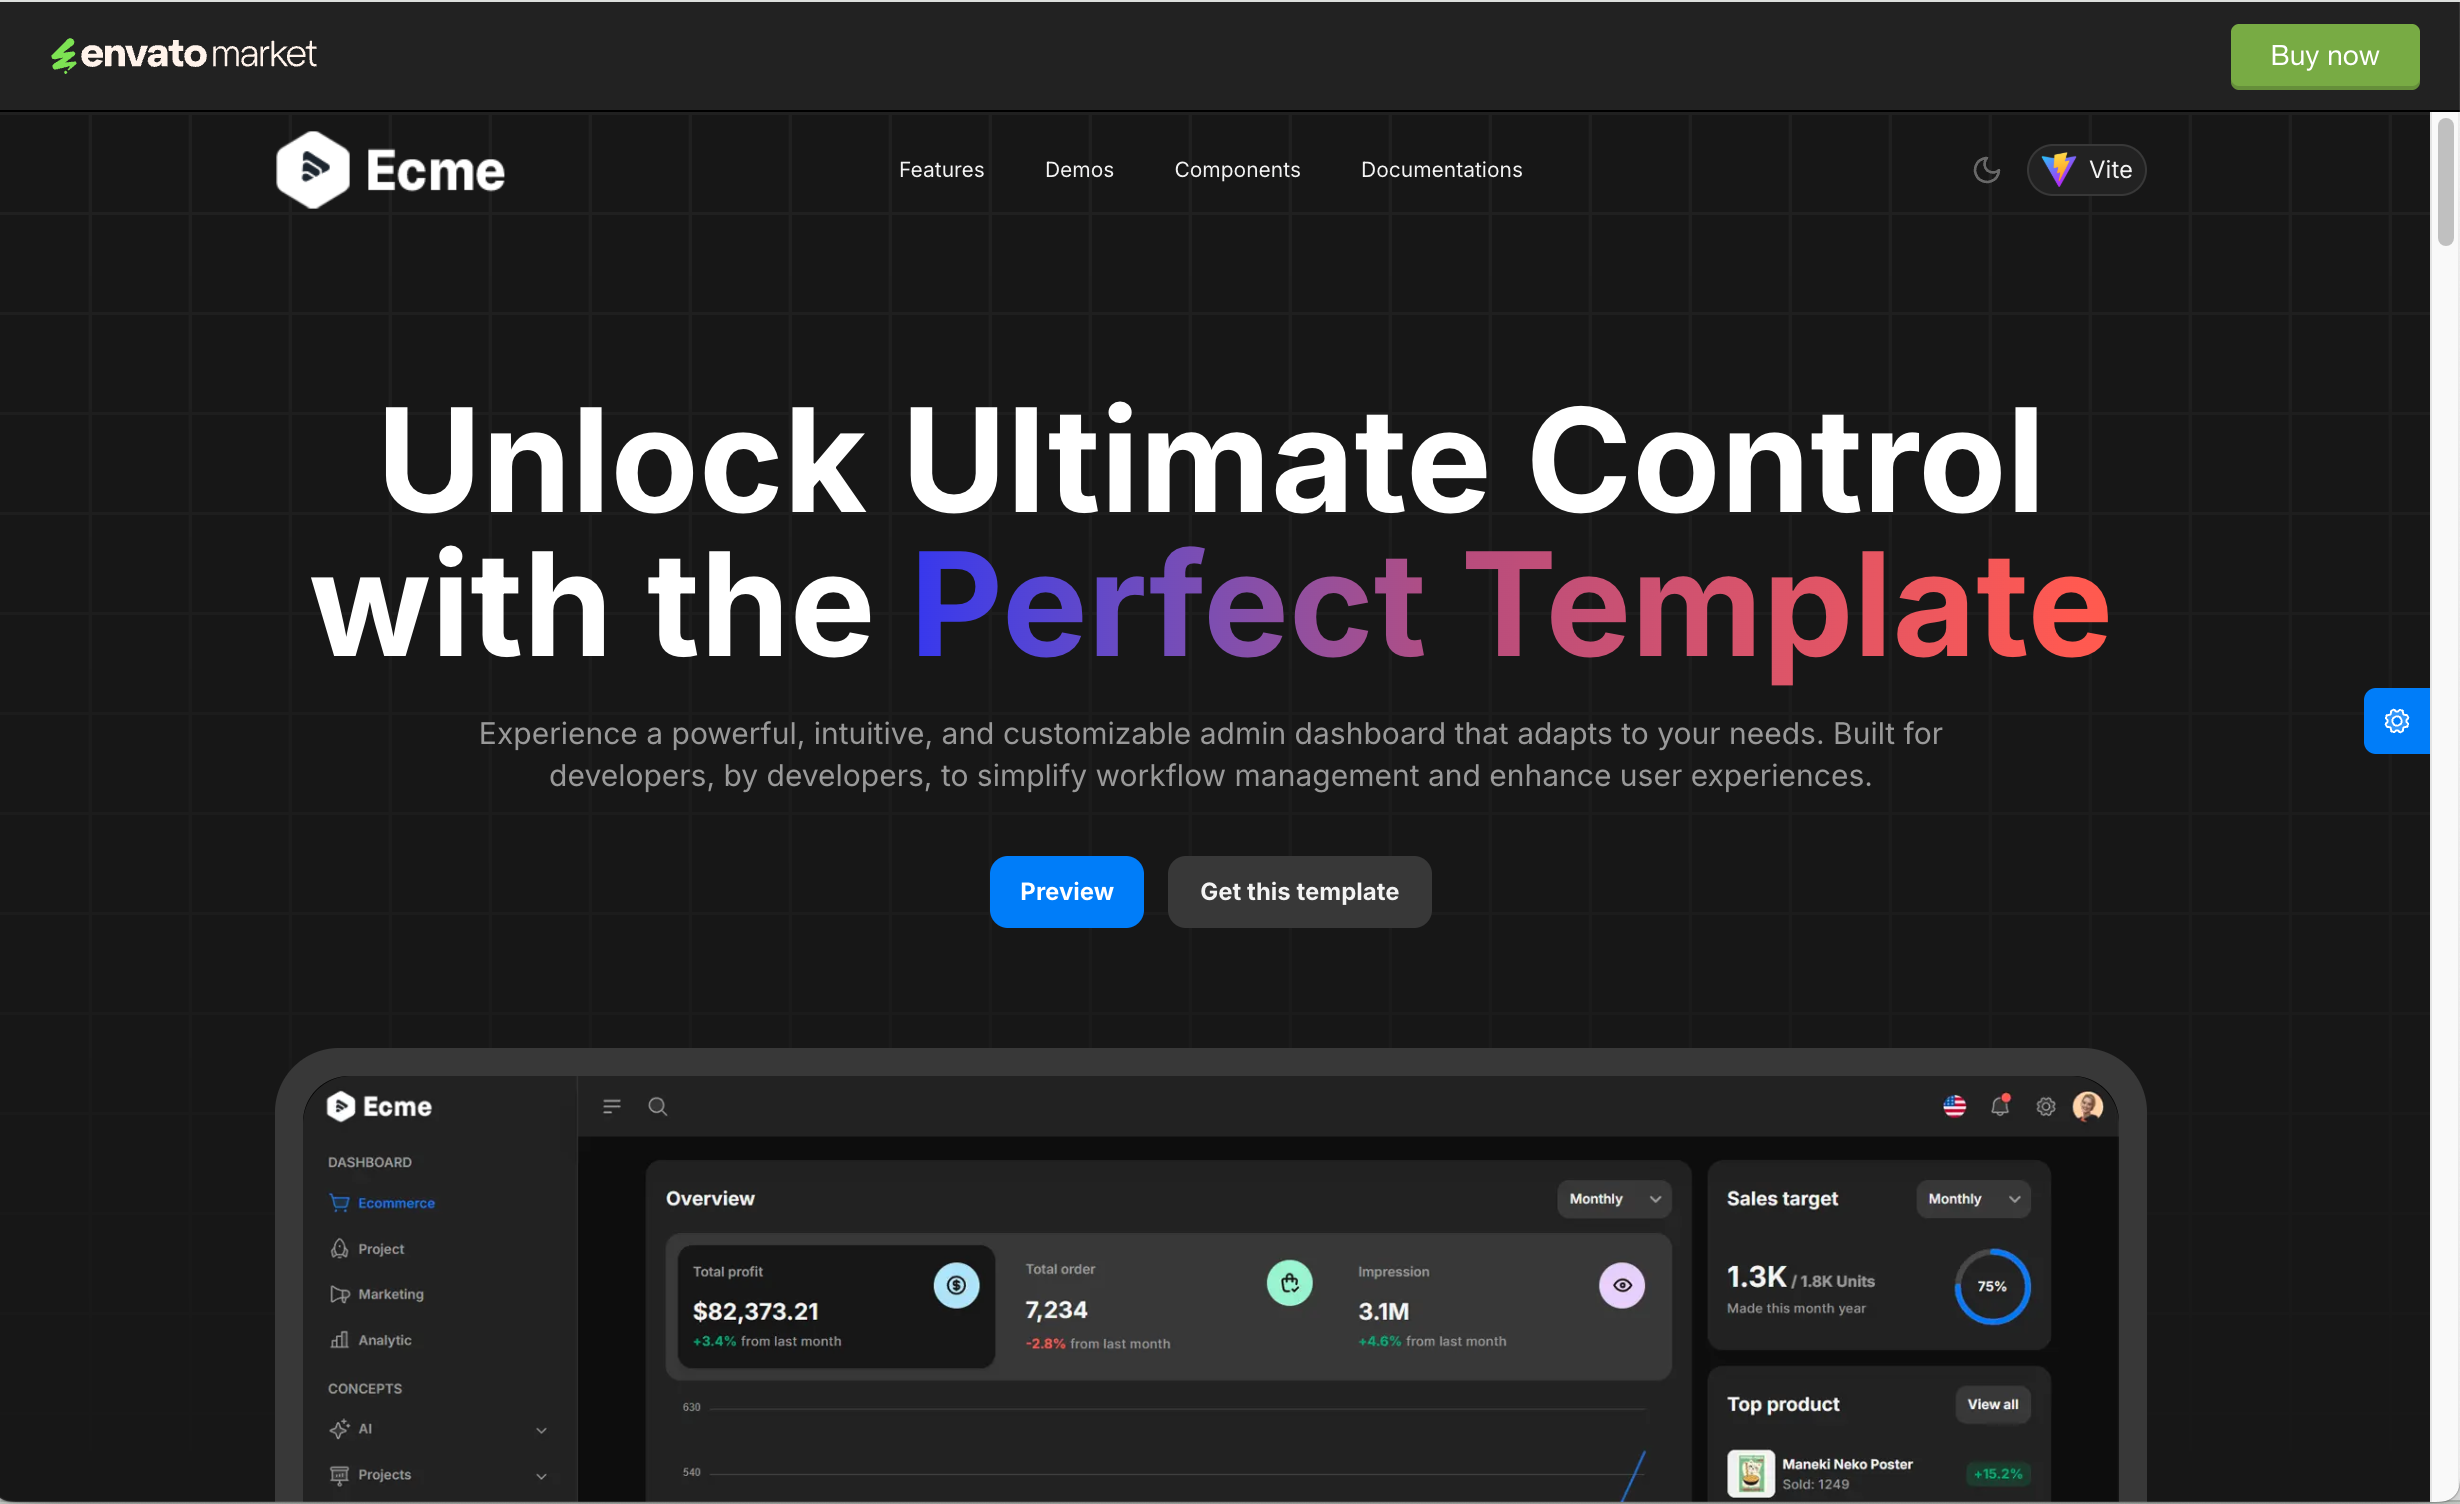 envato market
Buy now
Ecme
Features
Demos
Components
Documentations
Vite
Unlock Ultimate Control
with the Perfect Template
Experience a powerful, intuitive, and customizable admin dashboard that adapts to your needs. Built for
developers, by developers, to simplify workflow management and enhance user experiences.
Preview
Get this template
Ecme
DASHBOARD
Ecommerce
Project
Marketing
Analytic
CONCEPTS
AI
Projects
Overview
Monthly
Total profit
$82,373.21
+3.4% from last month
Total order
7,234
-2.8% from last month
Impression
3.1M
+4.6% from last month
630
540
Sales target
Monthly
1.3K / 1.8K Units
Made this month year
75%
Top product
View all
Maneki Neko Poster
Sold: 1249
+15.2%